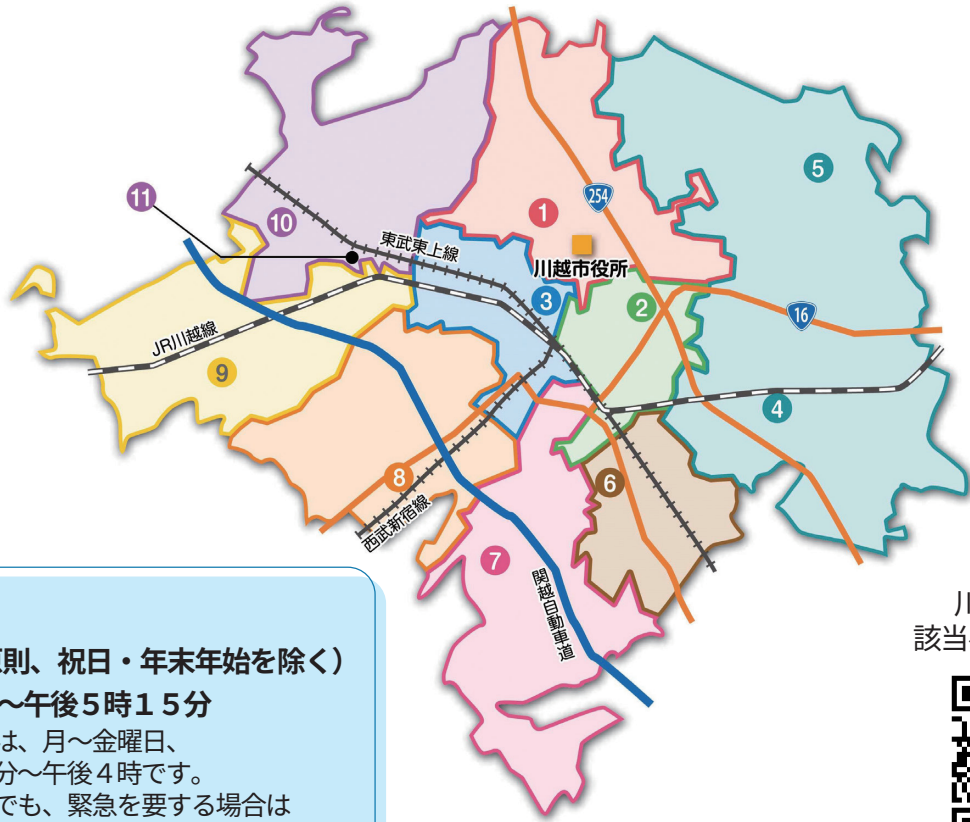 5
254
11
1
10
東武東上線
川越市役所
3
2
16
JR川越線
9
4
8
6
西武新宿線
7
関越自動車道
則、祝日・年末年始を除く）
～午後５時１５分
は、月～金曜日、
分～午後４時です。
でも、緊急を要する場合は
川
該当